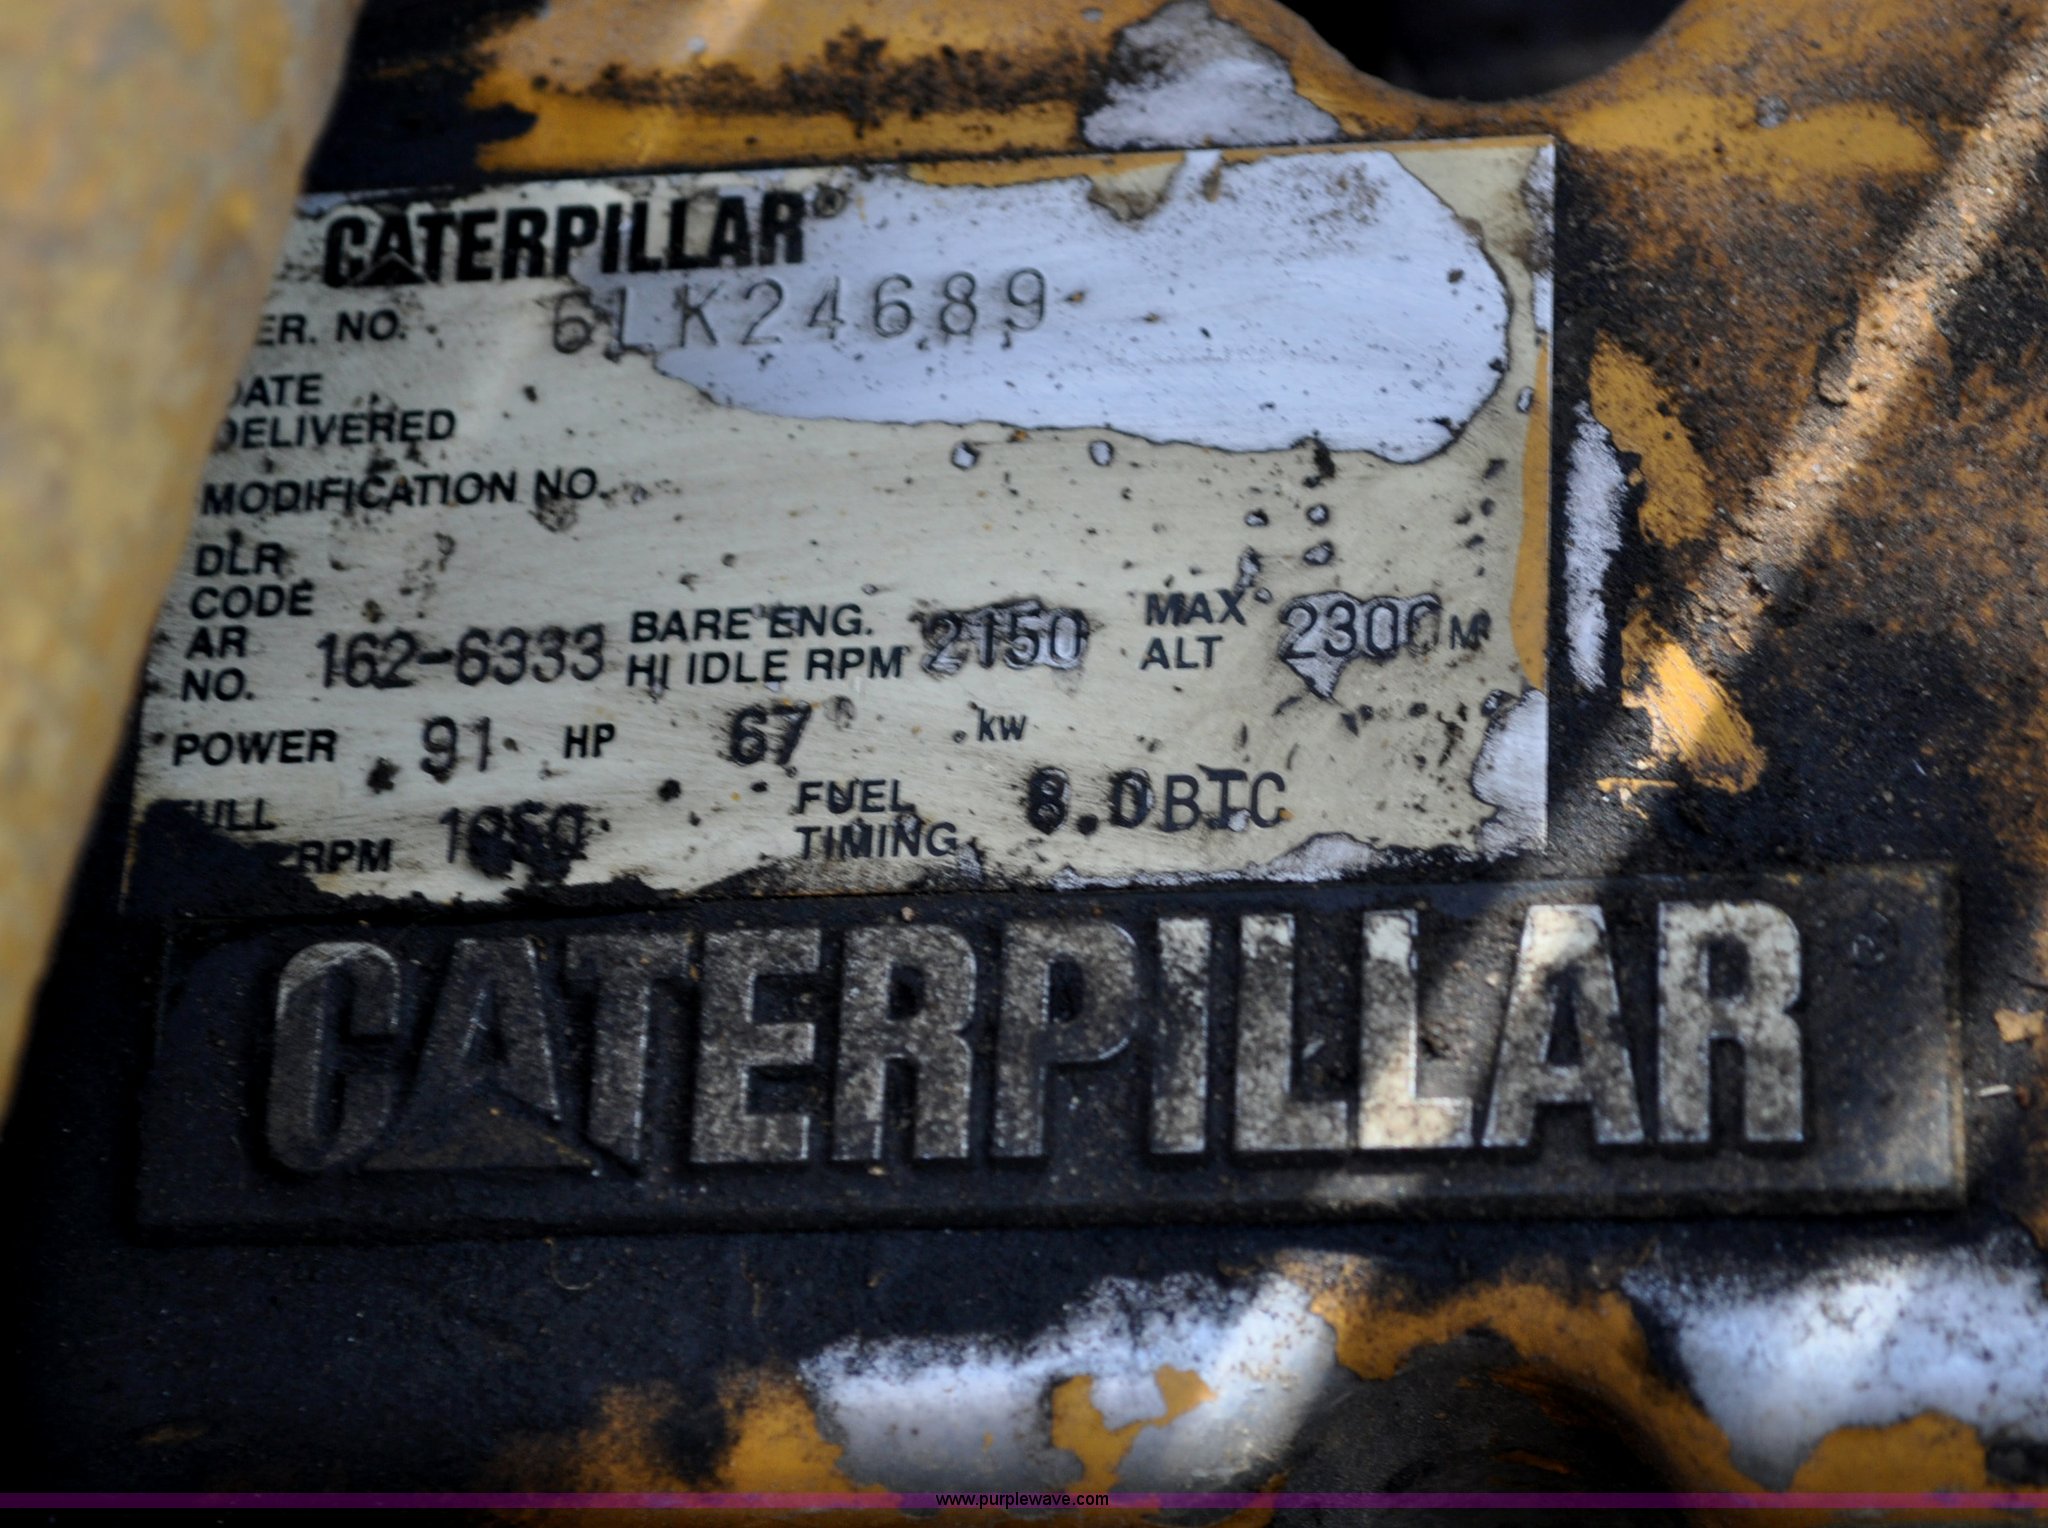 CATERPILLAR®
ER. NO. 6LK24689
DATE
DELIVERED
MODIFICATION NO.
DLR
CODE
AR
NO. 162-6333 BARE ENG.
HI IDLE RPM 2150 MAX
ALT 2300 M
POWER 91 HP 67 kw
FULL
RPM FUEL
TIMING 8.0BTC
CATERPILLAR®
www.purplewave.com